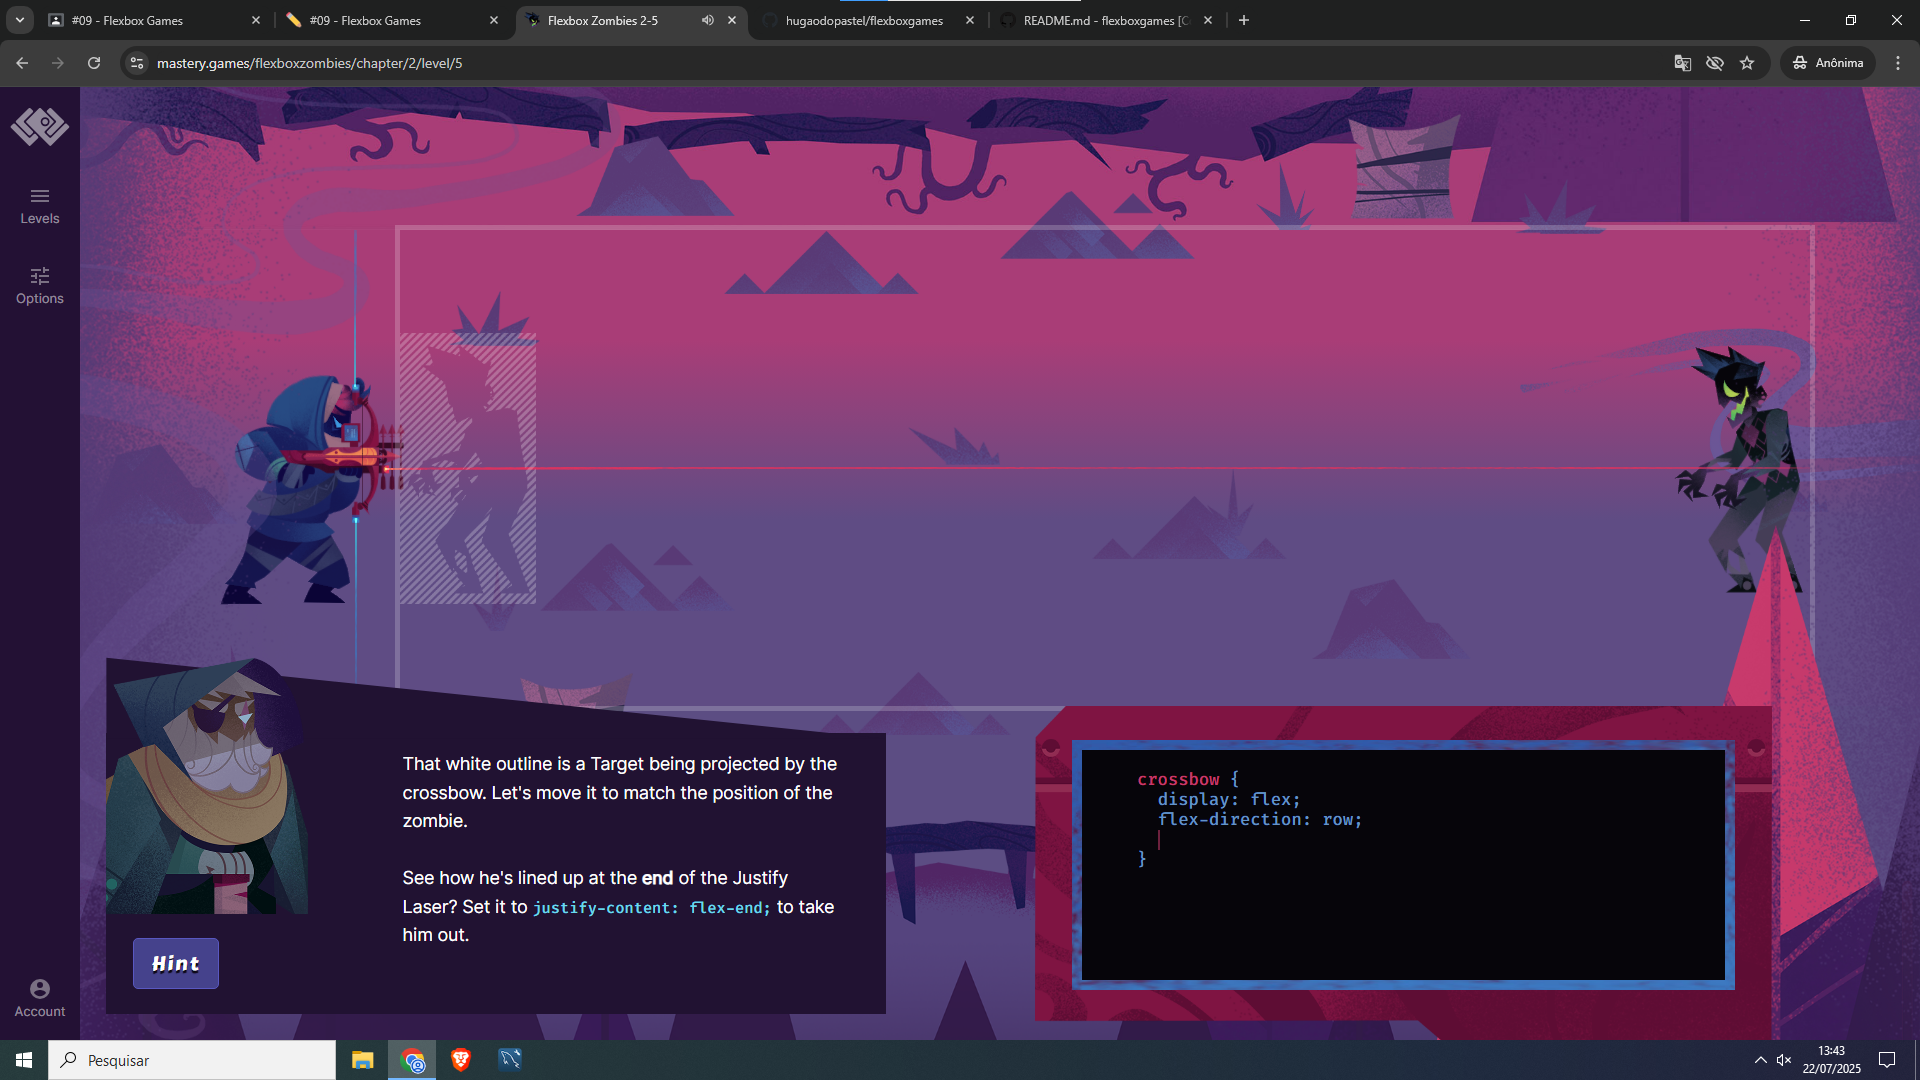 #09 - Flexbox Games
#09 - Flexbox Games
Flexbox Zombies 2-5
hugaodopastel/flexboxgames
README.md - flexboxgames [C
mastery.games/flexboxzombies/chapter/2/level/5
Anônima
Levels
Options
That white outline is a Target being projected by the
crossbow. Let's move it to match the position of the
zombie.
See how he's lined up at the end of the Justify
Laser? Set it to justify-content: flex-end; to take
him out.
Hint
crossbow {
display: flex;
flex-direction: row;
}
Account
Pesquisar
13:43
22/07/2025